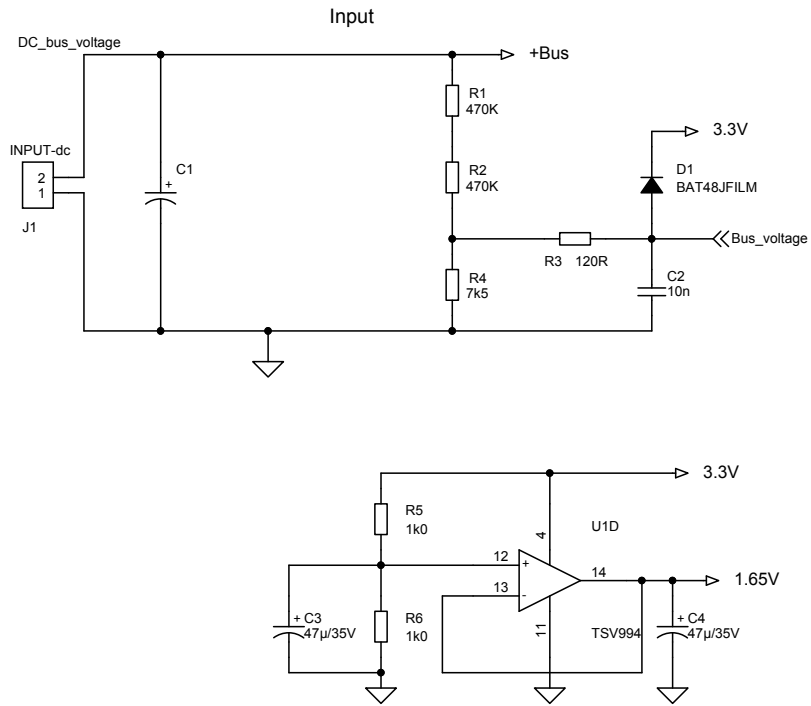 Input
DC_bus_voltage
+Bus
R1
470K
3.3V
INPUT-dc
C1
+
R2
470K
D1
BAT48JFILM
2
1
J1
Bus_voltage
R3 120R
R4
7k5
C2
10n
3.3V
R5
1k0
4
U1D
12
+
14
1.65V
13
-
+
C3
47µ/35V
R6
1k0
11
TSV994
+
C4
47µ/35V